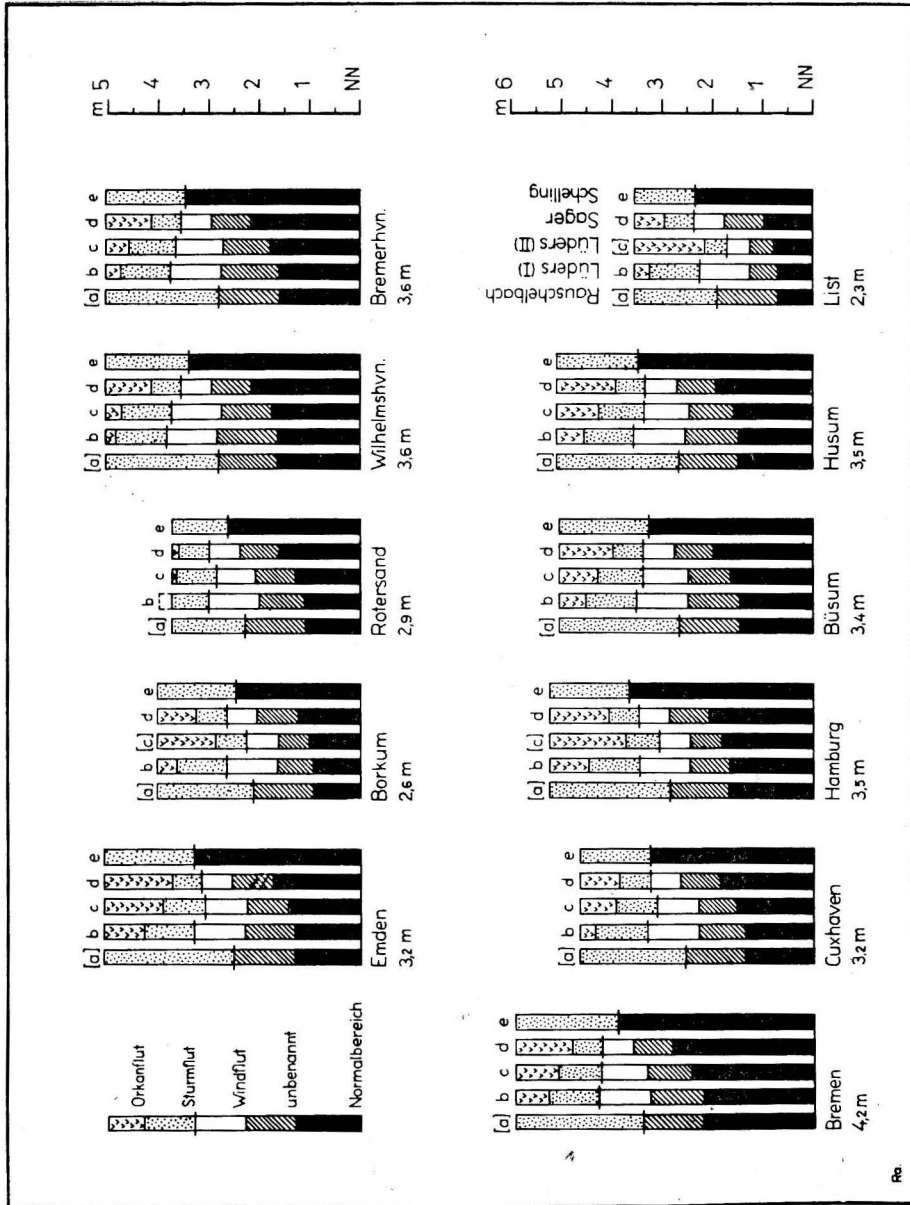 Orkanflut
Sturmflut
Windflut
unbenannt
Normalbereich
[a] b c d e
Emden
3,2 m
[a] b [c] d e
Borkum
2,6 m
[a] b c d e
Rotersand
2,9 m
[a] b c d e
Wilhelmshvn.
3,6 m
[a] b c d e
Bremerhvn.
3,6 m
m 5
4
3
2
1
NN
[a] b c d e
Bremen
4,2 m
[a] b c d e
Cuxhaven
3,2 m
[a] b [c] d e
Hamburg
3,5 m
[a] b c d e
Büsum
3,4 m
[a] b c d e
Husum
3,5 m
Rauschelbach
Lüders (I)
Lüders (II)
Sager
Schelling
[a] b [c] d e
List
2,3 m
m 6
5
4
3
2
1
NN
Ra.